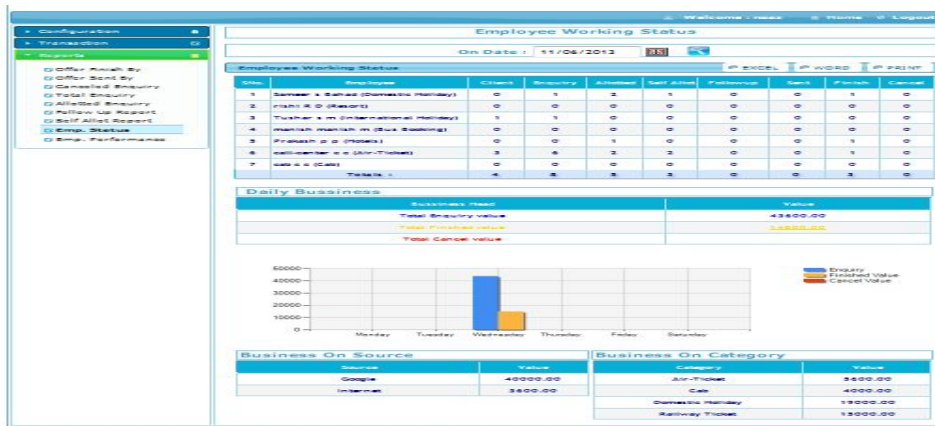 Welcome : Home Logout
Configuration
Transaction
Reports
Offer Finish By
Offer Sent By
Canceled Enquiry
Total Enquiry
Allotted Enquiry
Follow Up Report
Self Allot Report
Emp. Status
Emp. Performance
Employee Working Status
On Date : 11/06/2013
Employee Working Status EXCEL WORD PRINT
SNo. Employee Client Enquiry Allotted Self Allot Followup Sent Finish Cancel
1 Sameer s (Domestic Holiday) 0 1 2 1 0 0 1 0
2 rishi R D (Resort) 0 0 0 0 0 0 0 0
3 Tushar s m (International Holiday) 1 1 0 0 0 0 0 0
4 manish manish m (Bus Booking) 0 0 0 0 0 0 0 0
5 Prakash p p (Hotels) 0 0 1 0 0 0 1 0
6 call-center c c (Air-Ticket) 3 6 2 2 0 0 1 0
7 cab c c (Cab) 0 0 0 0 0 0 0 0
Totals : 4 8 5 3 0 0 3 0
Daily Bussiness
Bussiness Head Value
Total Enquiry value 43600.00
Total Finished value
Total Cancel value
50000
40000
30000
20000
10000
0
Monday Tuesday Wednesday Thursday Friday Saturday
Enquiry
Finished Value
Cancel Value
Business On Source
Source Value
Google 40000.00
Internet 3600.00
Business On Category
Category Value
Air-Ticket 5600.00
Cab 4000.00
Domestic Holiday 19000.00
Railway Ticket 15000.00